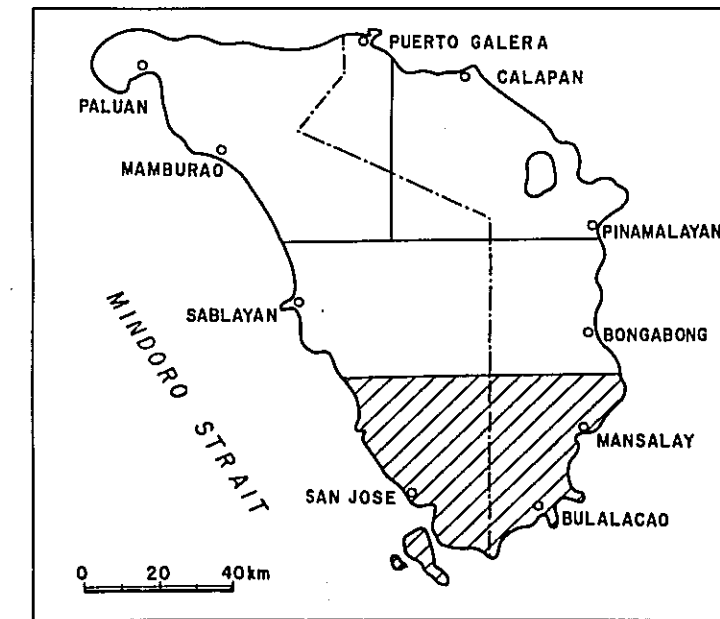 PUERTO GALERA
CALAPAN
PALUAN
MAMBURAO
PINAMALAYAN
SABLAYAN
BONGABONG
MINDORO STRAIT
MANSALAY
SAN JOSE
BULALACAO
0 20 40km